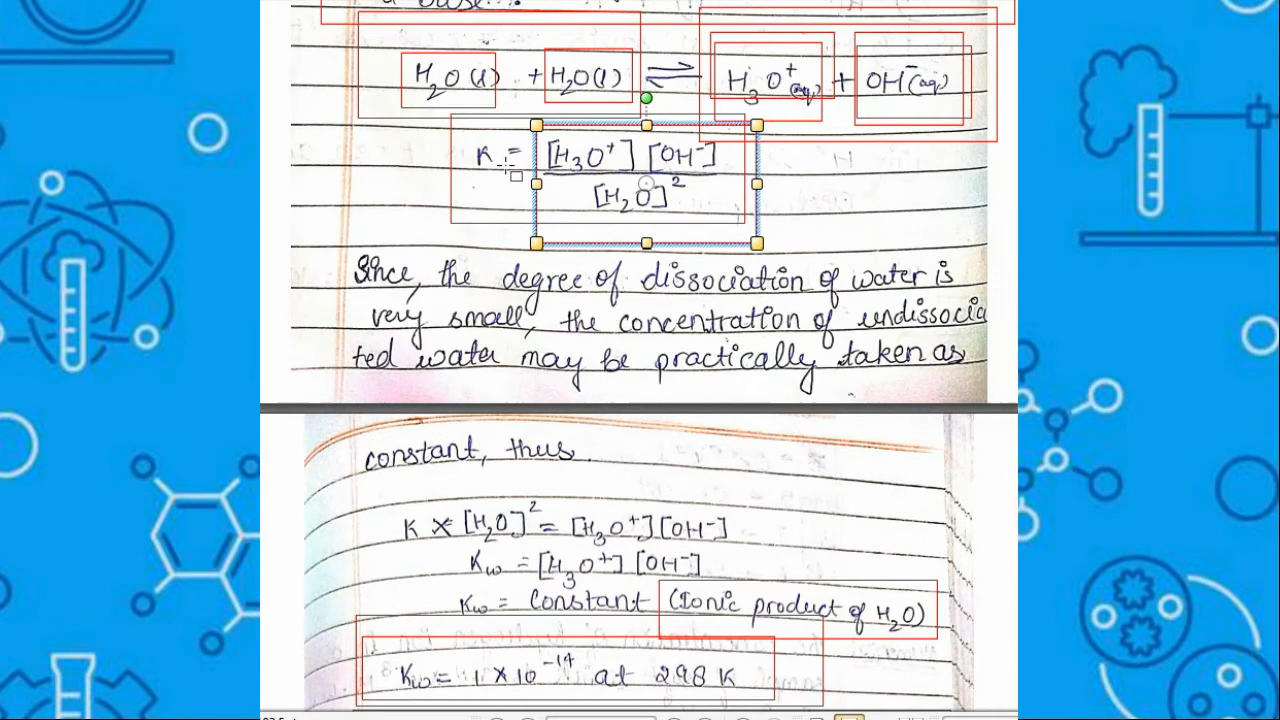 H₂O(l) + H₂O(l) ⇌ H₃O⁺(aq) + OH⁻(aq)
K = [H₃O⁺] [OH⁻] / [H₂O]²
Since, the degree of dissociation of water is
very small, the concentration of undissocia
ted water may be practically taken as
constant, thus.
K × [H₂O]² = [H₃O⁺][OH⁻]
Kw = [H₃O⁺] [OH⁻]
Kw = constant (Ionic product of H₂O)
Kw = 1 × 10⁻¹⁴ at 298 K